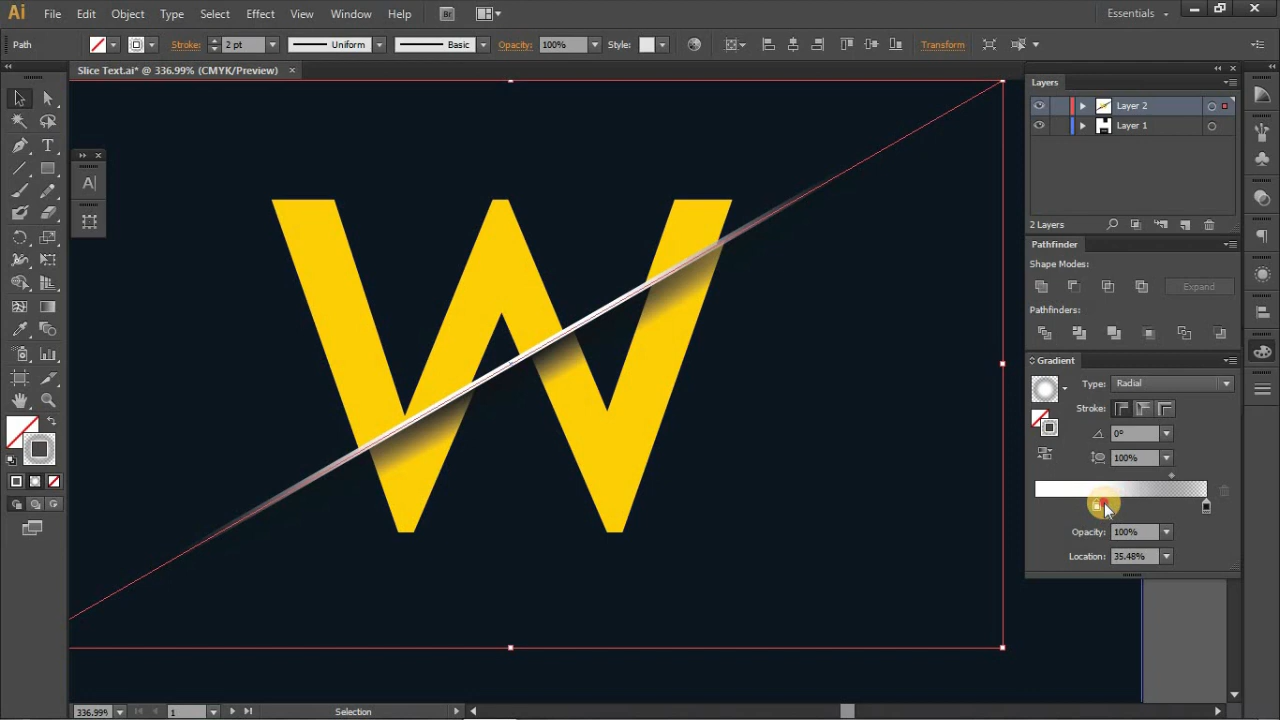 Ai File Edit Object Type Select Effect View Window Help Br Essentials
Path Stroke: 2 pt Uniform Basic Opacity: 100% Style: Transform
Slice Text.ai* @ 336.99% (CMYK/Preview)
W
Layers
Layer 2
Layer 1
2 Layers
Pathfinder
Shape Modes:
Expand
Pathfinders:
Gradient
Type: Radial
Stroke:
0°
100%
Opacity: 100%
Location: 35.48%
336.99% 1 Selection